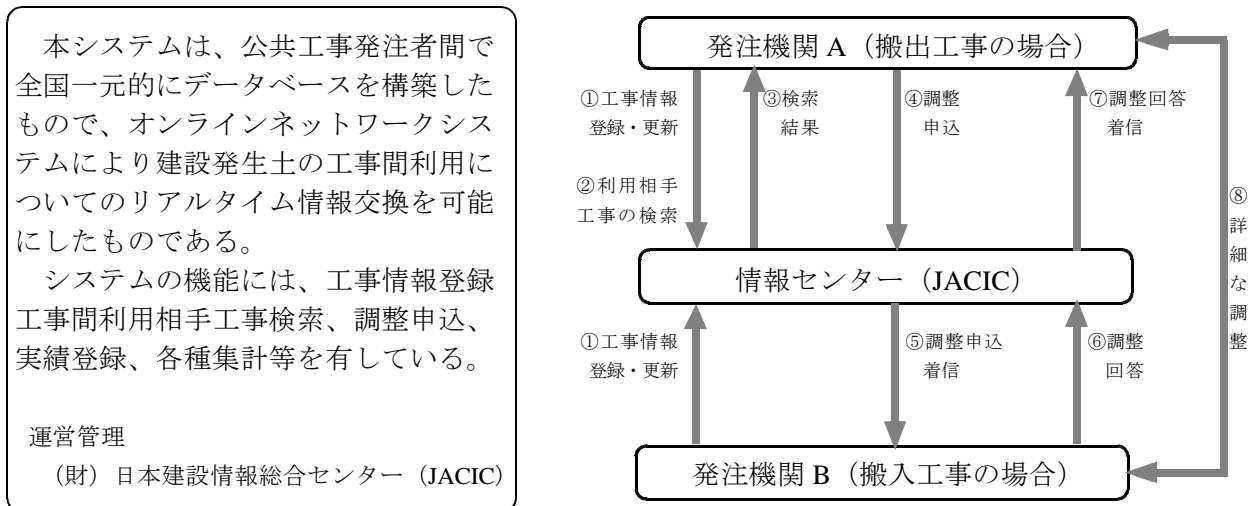 本システムは、公共工事発注者間で
全国一元的にデータベースを構築した
もので、オンラインネットワークシス
テムにより建設発生土の工事間利用に
ついてのリアルタイム情報交換を可能
にしたものである。
システムの機能には、工事情報登録
工事間利用相手工事検索、調整申込、
実績登録、各種集計等を有している。
運営管理
（財）日本建設情報総合センター（JACIC）
発注機関 A（搬出工事の場合）
①工事情報
登録・更新
③検索
結果
④調整
申込
⑦調整回答
着信
②利用相手
工事の検索
⑧詳細な調整
情報センター（JACIC）
①工事情報
登録・更新
⑤調整申込
着信
⑥調整
回答
発注機関 B（搬入工事の場合）